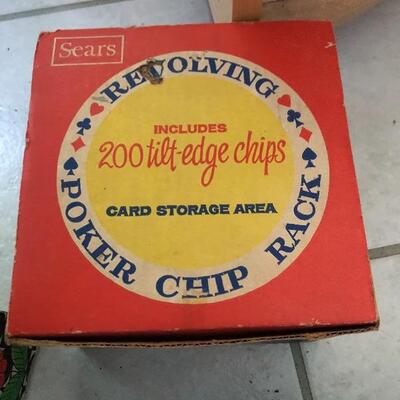 Sears
REVOLVING
INCLUDES
200 tilt-edge chips
CARD STORAGE AREA
POKER CHIP RACK